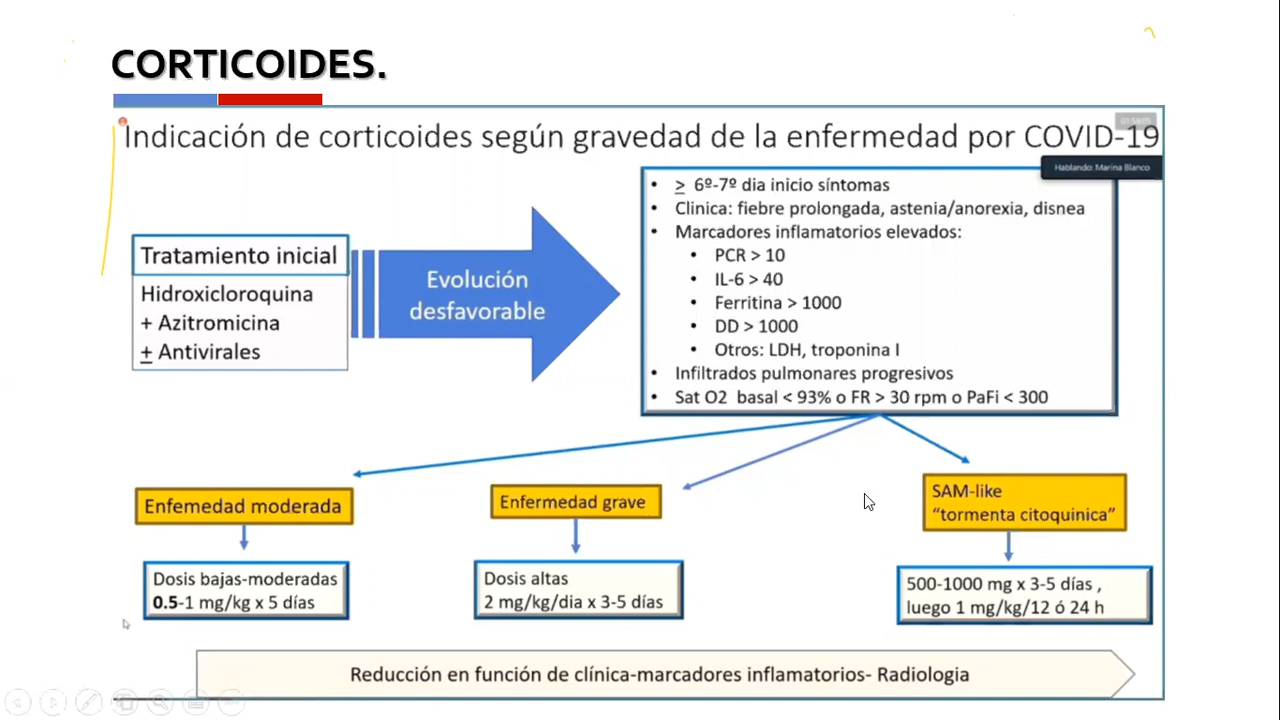 CORTICOIDES.
Indicación de corticoides según gravedad de la enfermedad por COVID-19
Hablando: Marina Blanco
Tratamiento inicial
Hidroxicloroquina
+ Azitromicina
+ Antivirales
Evolución
desfavorable
• > 6º-7º dia inicio síntomas
• Clinica: fiebre prolongada, astenia/anorexia, disnea
• Marcadores inflamatorios elevados:
• PCR > 10
• IL-6 > 40
• Ferritina > 1000
• DD > 1000
• Otros: LDH, troponina I
• Infiltrados pulmonares progresivos
• Sat O2 basal < 93% o FR > 30 rpm o PaFi < 300
Enfemedad moderada
Dosis bajas-moderadas
0.5-1 mg/kg x 5 días
Enfermedad grave
Dosis altas
2 mg/kg/dia x 3-5 días
SAM-like
“tormenta citoquinica”
500-1000 mg x 3-5 días ,
luego 1 mg/kg/12 ó 24 h
Reducción en función de clínica-marcadores inflamatorios- Radiologia